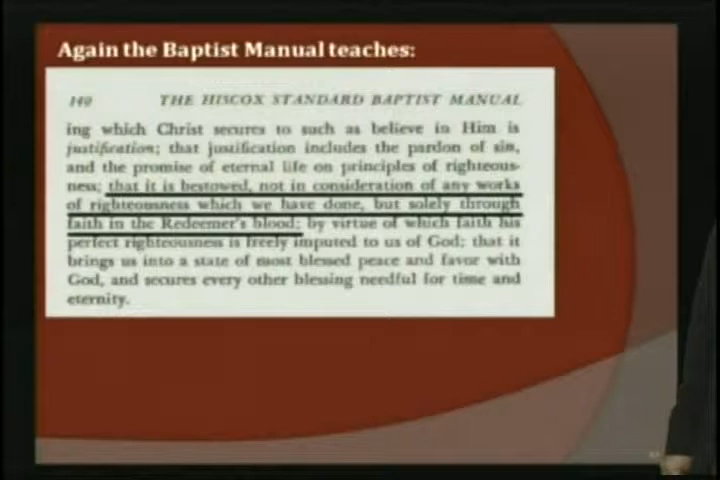 Again the Baptist Manual teaches:
140 THE HISCOX STANDARD BAPTIST MANUAL
ing which Christ secures to such as believe in Him is
justification; that justification includes the pardon of sin,
and the promise of eternal life on principles of righteous-
ness; that it is bestowed, not in consideration of any works
of righteousness which we have done, but solely through
faith in the Redeemer's blood; by virtue of which faith his
perfect righteousness is freely imputed to us of God; that it
brings us into a state of most blessed peace and favor with
God, and secures every other blessing needful for time and
eternity.